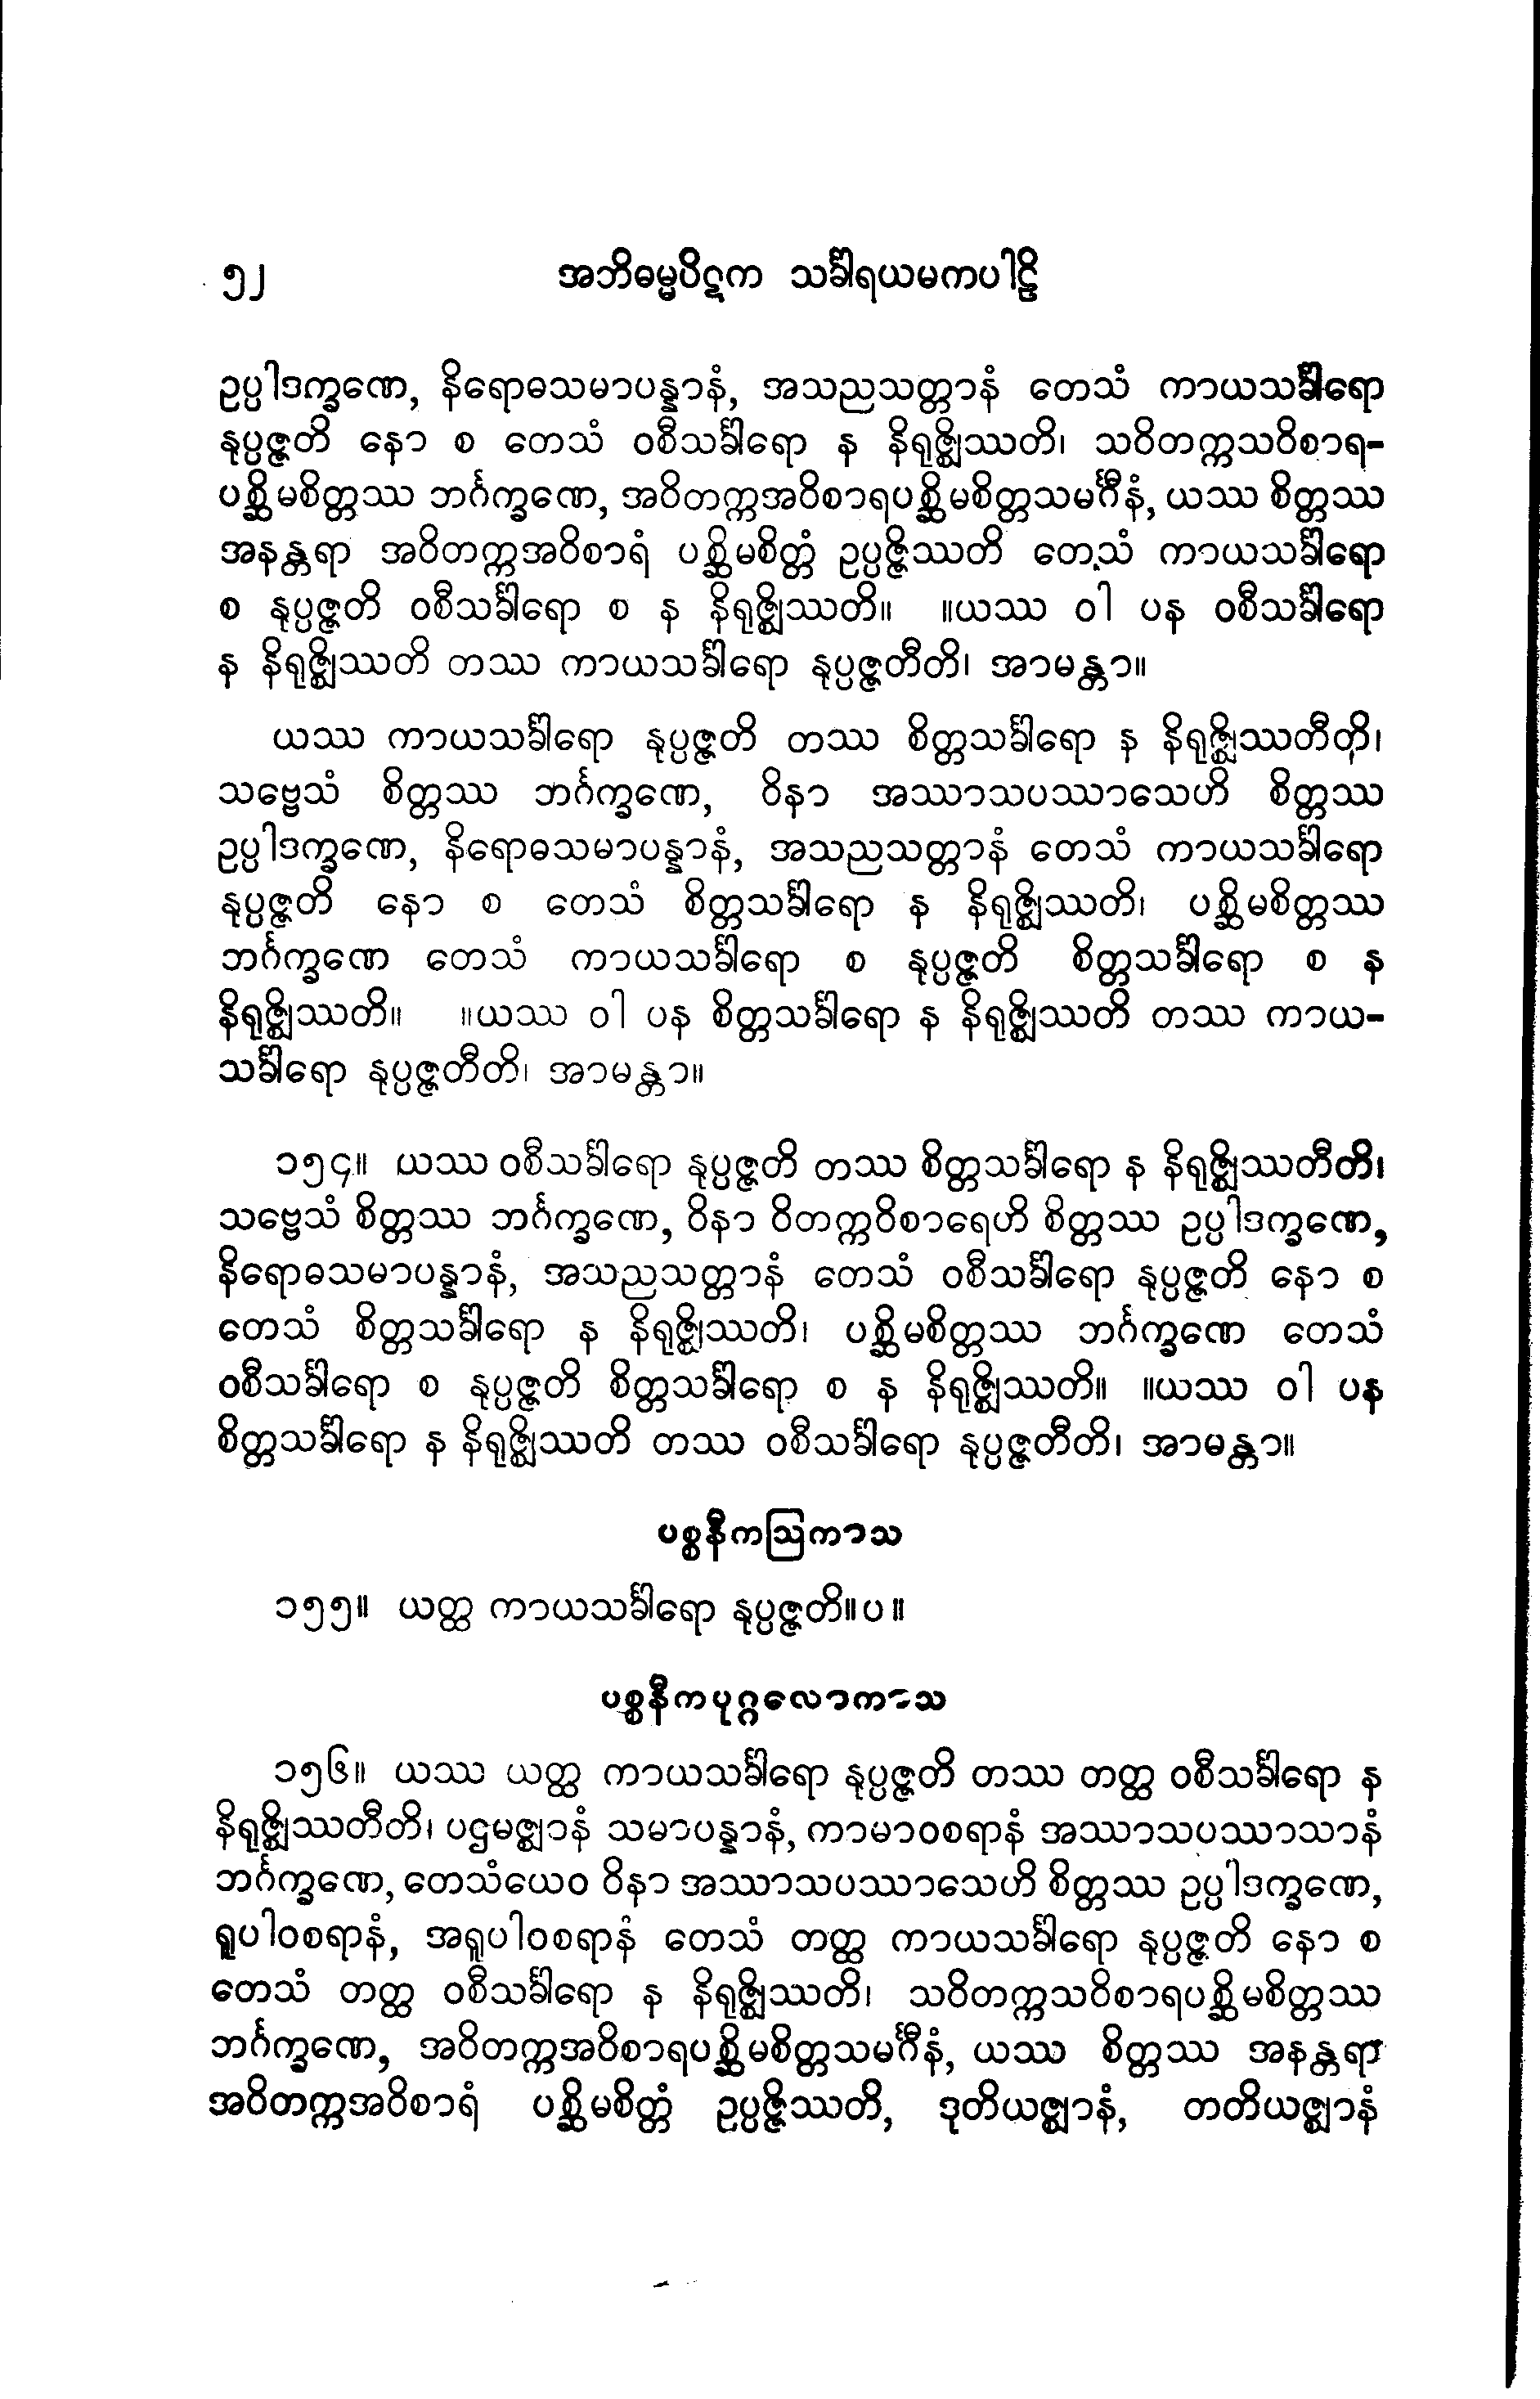 ၅၂ အဘိဓမ္မပိဋက သင်္ခါရယမကပါဠိ
ဥပ္ပါဒက္ခဏေ, နိရောဓသမာပန္နာနံ, အသညသတ္တာနံ တေသံ ကာယသင်္ခါရော
နုပ္ပဇ္ဇတိ နော စ တေသံ ဝစီသင်္ခါရော န နိရုဇ္ဈိဿတိ၊ သဝိတက္ကသဝိစာရ-
ပစ္ဆိမစိတ္တဿ ဘင်္ဂက္ခဏေ, အဝိတက္ကအဝိစာရပစ္ဆိမစိတ္တသမင်္ဂီနံ, ယဿ စိတ္တဿ
အနန္တရာ အဝိတက္ကအဝိစာရံ ပစ္ဆိမစိတ္တံ ဥပ္ပဇ္ဇိဿတိ တေသံ ကာယသင်္ခါရော
စ နုပ္ပဇ္ဇတိ ဝစီသင်္ခါရော စ န နိရုဇ္ဈိဿတိ။ ။ယဿ ဝါ ပန ဝစီသင်္ခါရော
န နိရုဇ္ဈိဿတိ တဿ ကာယသင်္ခါရော နုပ္ပဇ္ဇတီတိ၊ အာမန္တာ။
ယဿ ကာယသင်္ခါရော နုပ္ပဇ္ဇတိ တဿ စိတ္တသင်္ခါရော န နိရုဇ္ဈိဿတီတိ၊
သဗ္ဗေသံ စိတ္တဿ ဘင်္ဂက္ခဏေ, ဝိနာ အဿာသပဿာသေဟိ စိတ္တဿ
ဥပ္ပါဒက္ခဏေ, နိရောဓသမာပန္နာနံ, အသညသတ္တာနံ တေသံ ကာယသင်္ခါရော
နုပ္ပဇ္ဇတိ နော စ တေသံ စိတ္တသင်္ခါရော န နိရုဇ္ဈိဿတိ၊ ပစ္ဆိမစိတ္တဿ
ဘင်္ဂက္ခဏေ တေသံ ကာယသင်္ခါရော စ နုပ္ပဇ္ဇတိ စိတ္တသင်္ခါရော စ န
နိရုဇ္ဈိဿတိ။ ။ယဿ ဝါ ပန စိတ္တသင်္ခါရော န နိရုဇ္ဈိဿတိ တဿ ကာယ-
သင်္ခါရော နုပ္ပဇ္ဇတီတိ၊ အာမန္တာ။
၁၅၄။ ယဿ ဝစီသင်္ခါရော နုပ္ပဇ္ဇတိ တဿ စိတ္တသင်္ခါရော န နိရုဇ္ဈိဿတီတိ၊
သဗ္ဗေသံ စိတ္တဿ ဘင်္ဂက္ခဏေ, ဝိနာ ဝိတက္ကဝိစာရေဟိ စိတ္တဿ ဥပ္ပါဒက္ခဏေ,
နိရောဓသမာပန္နာနံ, အသညသတ္တာနံ တေသံ ဝစီသင်္ခါရော နုပ္ပဇ္ဇတိ နော စ
တေသံ စိတ္တသင်္ခါရော န နိရုဇ္ဈိဿတိ၊ ပစ္ဆိမစိတ္တဿ ဘင်္ဂက္ခဏေ တေသံ
ဝစီသင်္ခါရော စ နုပ္ပဇ္ဇတိ စိတ္တသင်္ခါရော စ န နိရုဇ္ဈိဿတိ။ ။ယဿ ဝါ ပန
စိတ္တသင်္ခါရော န နိရုဇ္ဈိဿတိ တဿ ဝစီသင်္ခါရော နုပ္ပဇ္ဇတီတိ၊ အာမန္တာ။
ပစ္စနီကဩကာသ
၁၅၅။ ယတ္ထ ကာယသင်္ခါရော နုပ္ပဇ္ဇတိ။ပ။
ပစ္စနီကပုဂ္ဂလောကာသ
၁၅၆။ ယဿ ယတ္ထ ကာယသင်္ခါရော နုပ္ပဇ္ဇတိ တဿ တတ္ထ ဝစီသင်္ခါရော န
နိရုဇ္ဈိဿတီတိ၊ ပဌမဇ္ဈာနံ သမာပန္နာနံ, ကာမာဝစရာနံ အဿာသပဿာသာနံ
ဘင်္ဂက္ခဏေ, တေသံယေဝ ဝိနာ အဿာသပဿာသေဟိ စိတ္တဿ ဥပ္ပါဒက္ခဏေ,
ရူပါဝစရာနံ, အရူပါဝစရာနံ တေသံ တတ္ထ ကာယသင်္ခါရော နုပ္ပဇ္ဇတိ နော စ
တေသံ တတ္ထ ဝစီသင်္ခါရော န နိရုဇ္ဈိဿတိ၊ သဝိတက္ကသဝိစာရပစ္ဆိမစိတ္တဿ
ဘင်္ဂက္ခဏေ, အဝိတက္ကအဝိစာရပစ္ဆိမစိတ္တသမင်္ဂီနံ, ယဿ စိတ္တဿ အနန္တရာ
အဝိတက္ကအဝိစာရံ ပစ္ဆိမစိတ္တံ ဥပ္ပဇ္ဇိဿတိ, ဒုတိယဇ္ဈာနံ, တတိယဇ္ဈာနံ